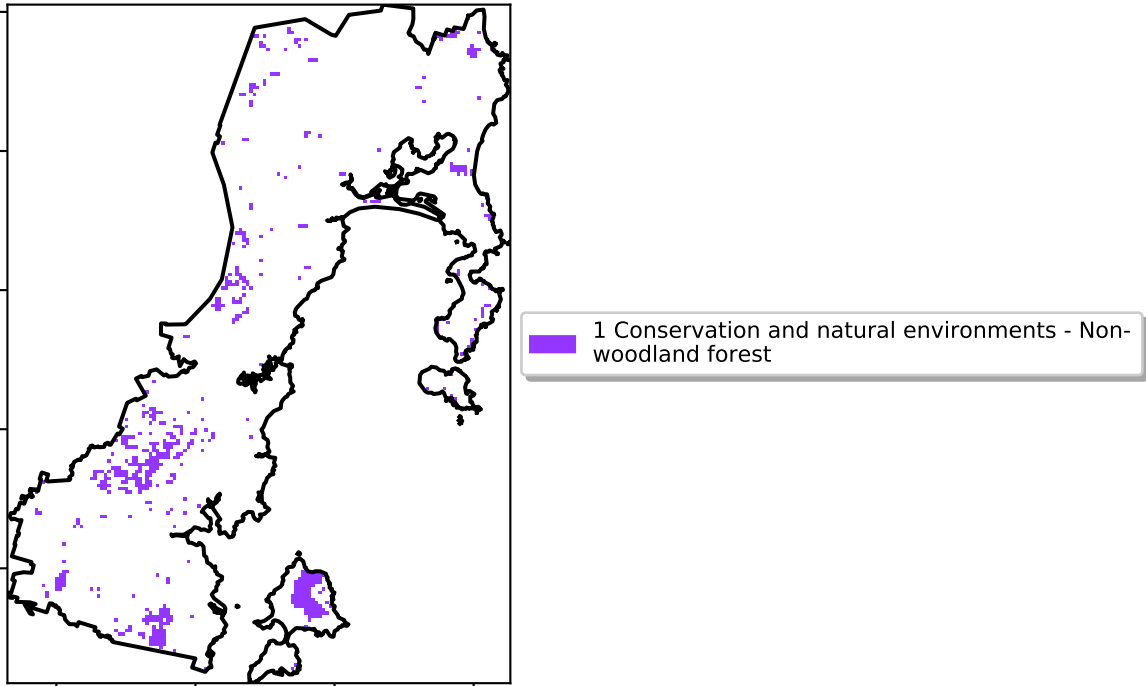 1 Conservation and natural environments - Non-
woodland forest